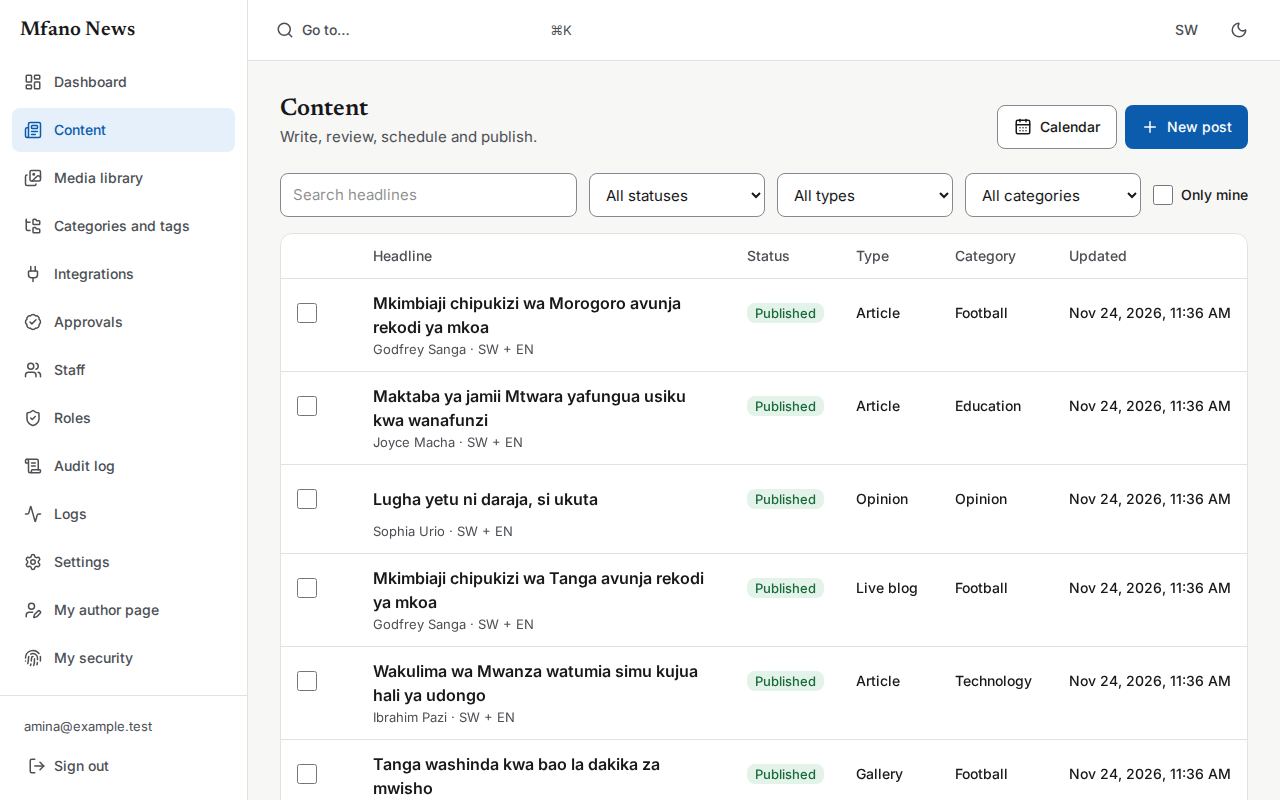 Mfano News
Go to...
⌘K
SW
Dashboard
Content
Media library
Categories and tags
Integrations
Approvals
Staff
Roles
Audit log
Logs
Settings
My author page
My security
amina@example.test
Sign out
Content
Write, review, schedule and publish.
Calendar
New post
Search headlines
All statuses
All types
All categories
Only mine
Headline Status Type Category Updated
Mkimbiaji chipukizi wa Morogoro avunja
rekodi ya mkoa
Godfrey Sanga · SW + EN
Published Article Football Nov 24, 2026, 11:36 AM
Maktaba ya jamii Mtwara yafungua usiku
kwa wanafunzi
Joyce Macha · SW + EN
Published Article Education Nov 24, 2026, 11:36 AM
Lugha yetu ni daraja, si ukuta
Sophia Urio · SW + EN
Published Opinion Opinion Nov 24, 2026, 11:36 AM
Mkimbiaji chipukizi wa Tanga avunja rekodi
ya mkoa
Godfrey Sanga · SW + EN
Published Live blog Football Nov 24, 2026, 11:36 AM
Wakulima wa Mwanza watumia simu kujua
hali ya udongo
Ibrahim Pazi · SW + EN
Published Article Technology Nov 24, 2026, 11:36 AM
Tanga washinda kwa bao la dakika za
mwisho
Published Gallery Football Nov 24, 2026, 11:36 AM